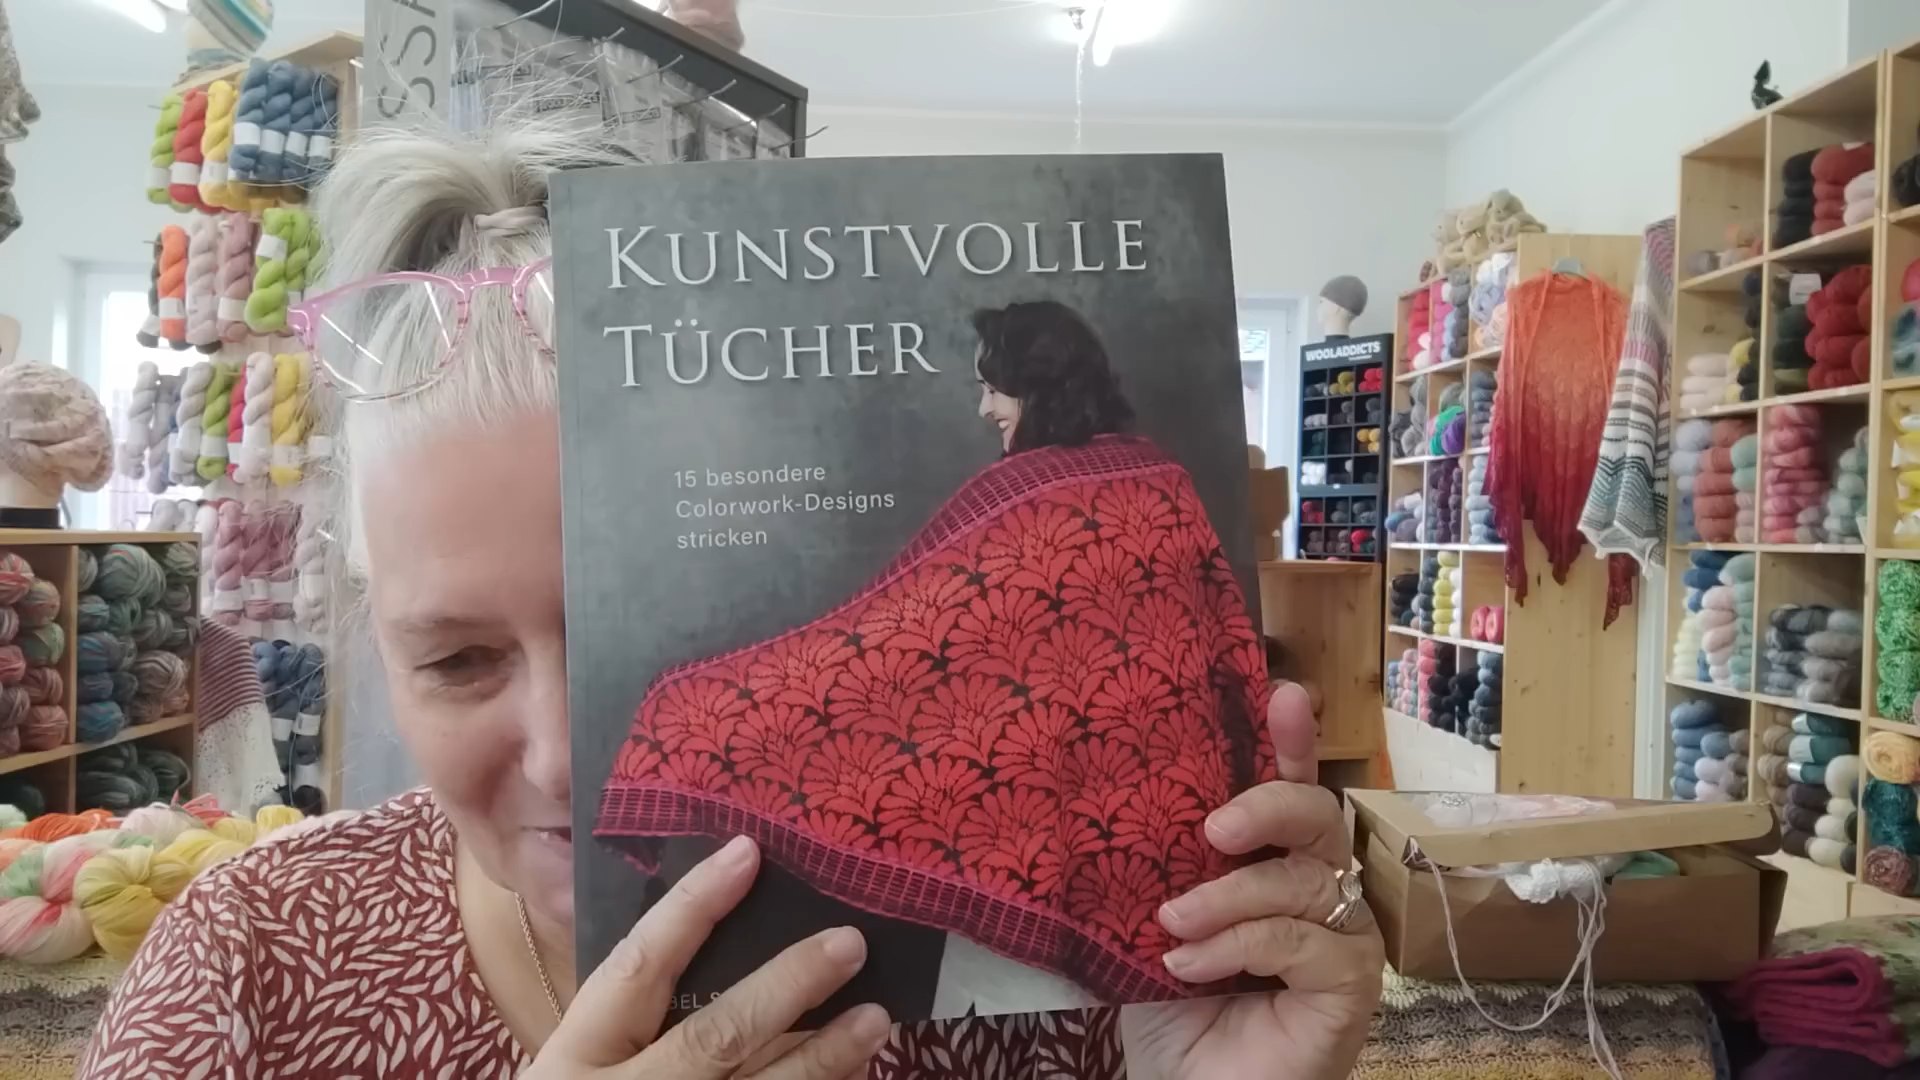 KUNSTVOLLE
TÜCHER
15 besondere
Colorwork-Designs
stricken
WOOLADDICTS